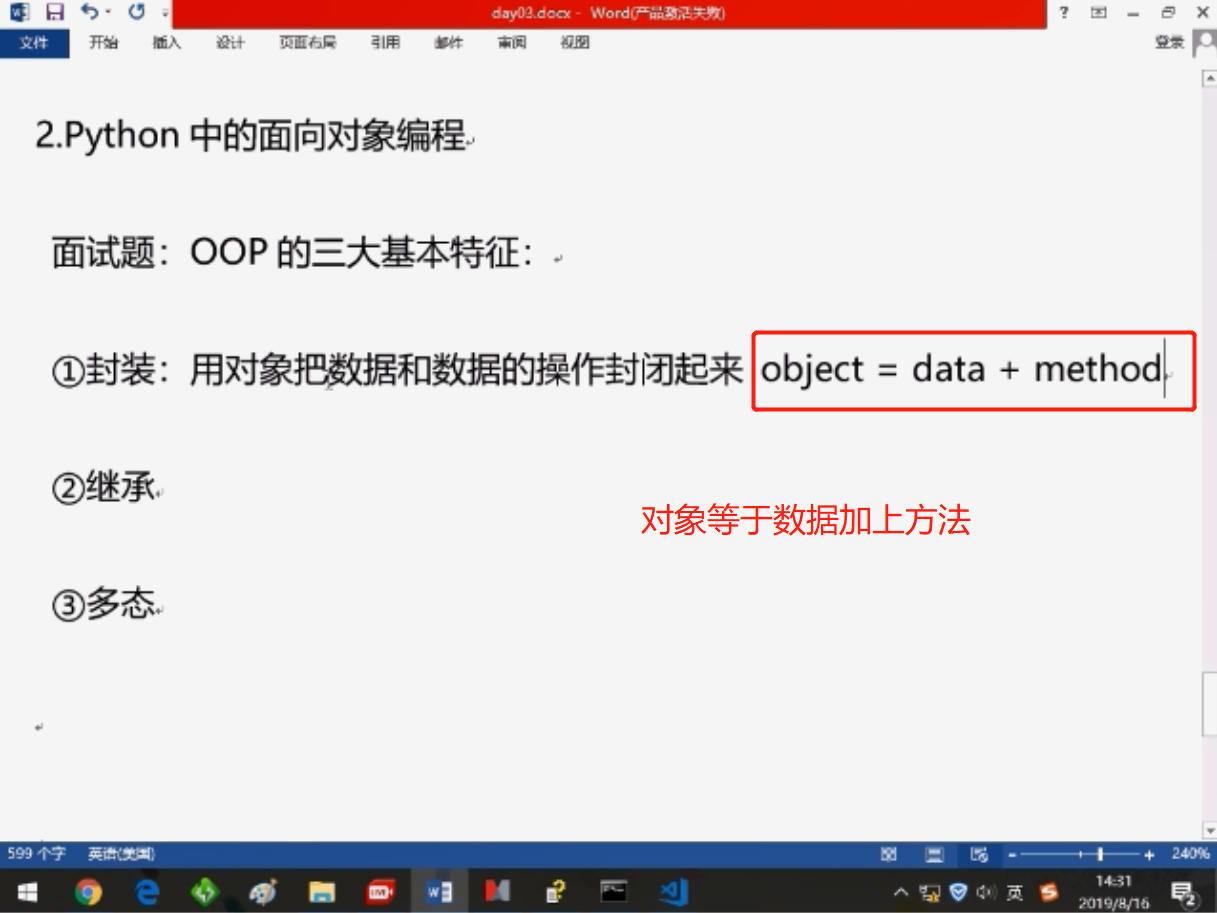 day03.docx - Word(产品激活失败)
文件 开始 插入 设计 页面布局 引用 邮件 审阅 视图 登录
2.Python 中的面向对象编程
面试题：OOP 的三大基本特征：
①封装：用对象把数据和数据的操作封闭起来 object = data + method
②继承
对象等于数据加上方法
③多态
599 个字 英语(美国) 240%
英 14:31
2019/8/16